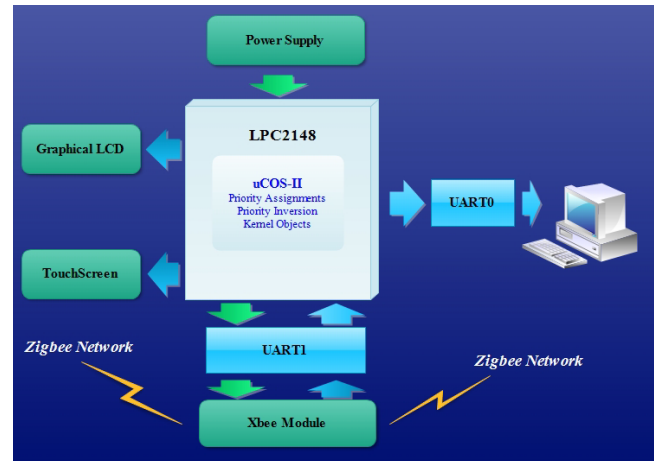 Power Supply
LPC2148
Graphical LCD
uCOS-II
Priority Assignments
Priority Inversion
Kernel Objects
UART0
TouchScreen
UART1
Zigbee Network
Zigbee Network
Xbee Module